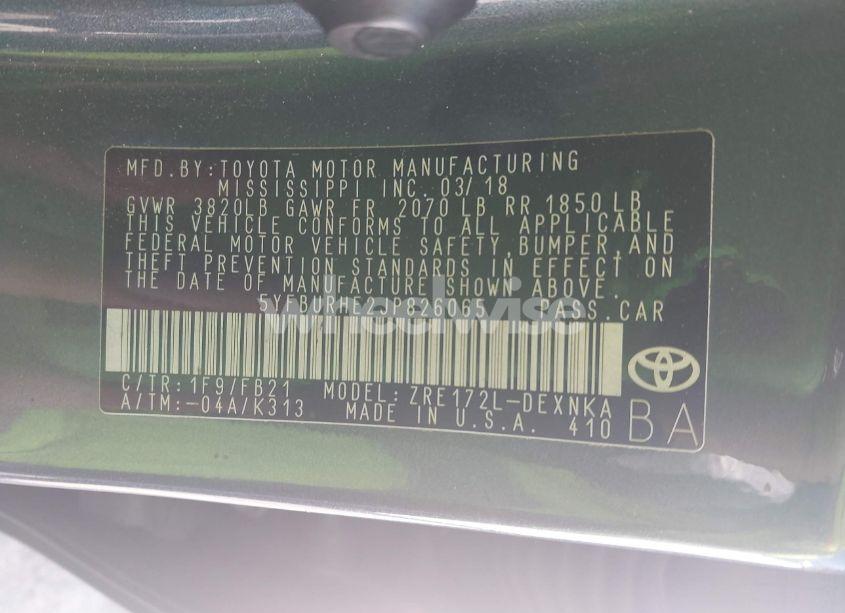 MFD.BY:TOYOTA MOTOR MANUFACTURING
MISSISSIPPI INC. 03/18
GVWR 3820LB GAWR FR 2070 LB RR 1850 LB
THIS VEHICLE CONFORMS TO ALL APPLICABLE
FEDERAL MOTOR VEHICLE SAFETY,BUMPER,AND
THEFT PREVENTION STANDARDS IN EFFECT ON
THE DATE OF MANUFACTURE SHOWN ABOVE.
5YFBURHE2JP826065 PASS.CAR
wheelwise
C/TR:1F9/FB21 MODEL:ZRE172L-DEXNKA
A/TM:-04A/K313 MADE IN U.S.A. 410 BA